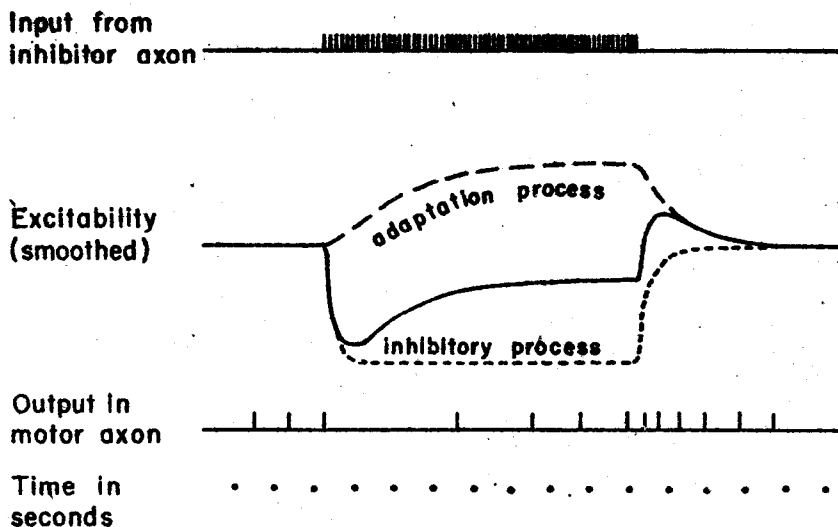 Input from
inhibitor axon
adaptation process
Excitability
(smoothed)
inhibitory process
Output in
motor axon
Time in
seconds